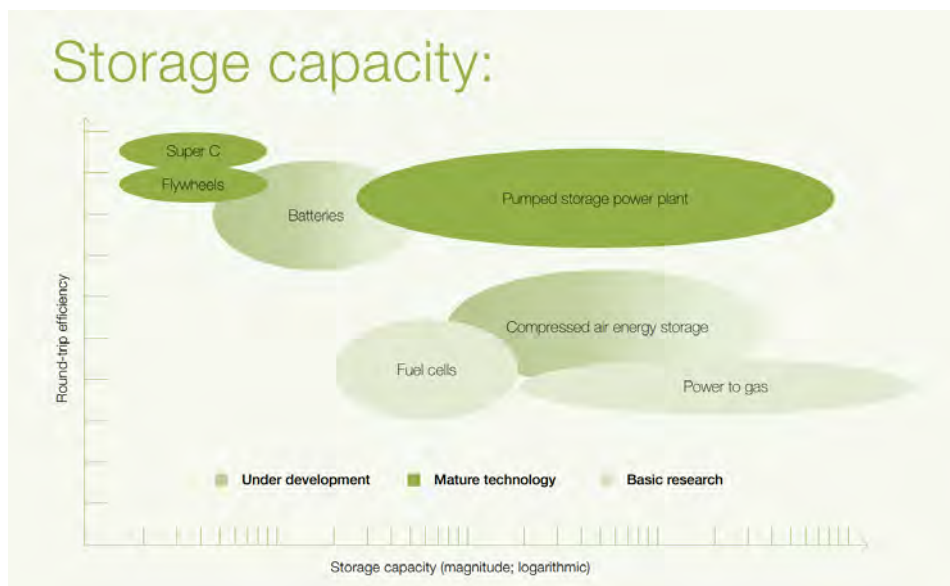 Storage capacity:
Super C
Flywheels
Batteries
Pumped storage power plant
Compressed air energy storage
Fuel cells
Power to gas
Round-trip efficiency
Under development
Mature technology
Basic research
Storage capacity (magnitude; logarithmic)